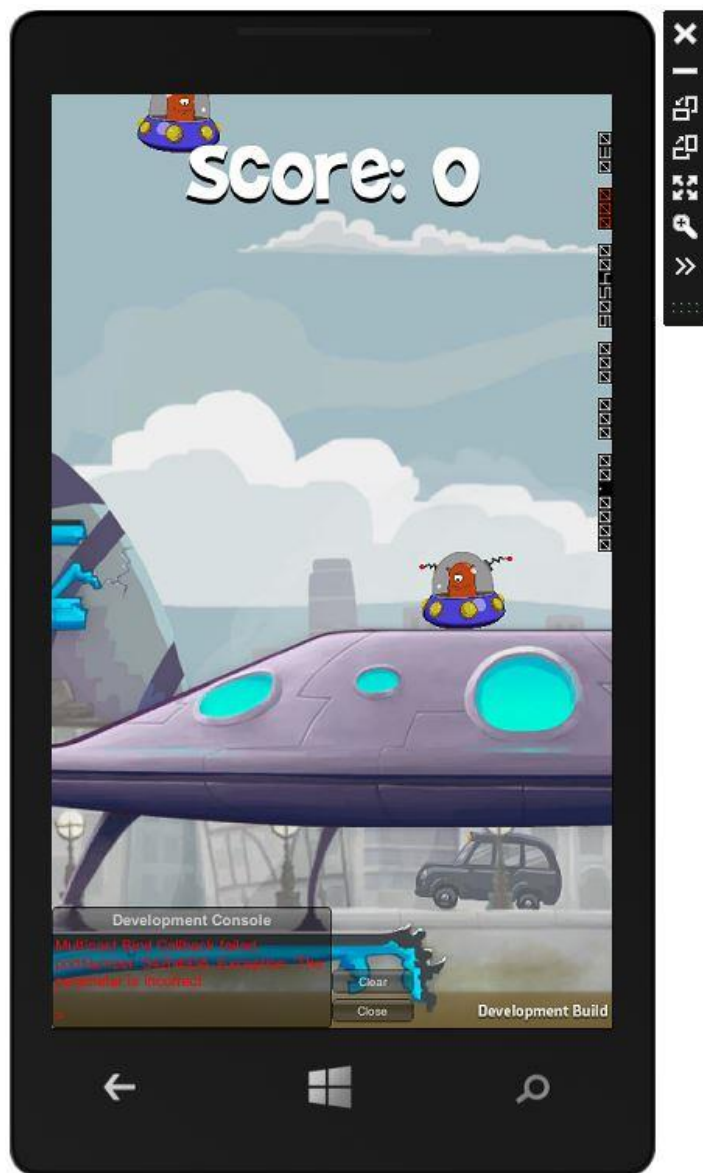 Score: 0
Development Console
Multicast Bind Callback failed
exception: The
parameter is incorrect
>
Clear
Close
Development Build